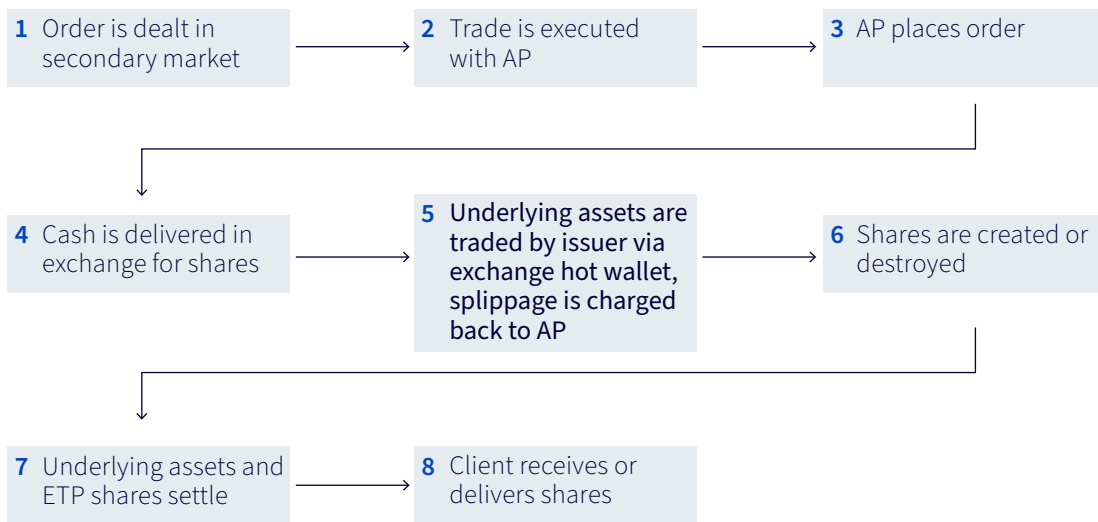 1 Order is dealt in
secondary market
2 Trade is executed
with AP
3 AP places order
4 Cash is delivered in
exchange for shares
5 Underlying assets are
traded by issuer via
exchange hot wallet,
splippage is charged
back to AP
6 Shares are created or
destroyed
7 Underlying assets and
ETP shares settle
8 Client receives or
delivers shares